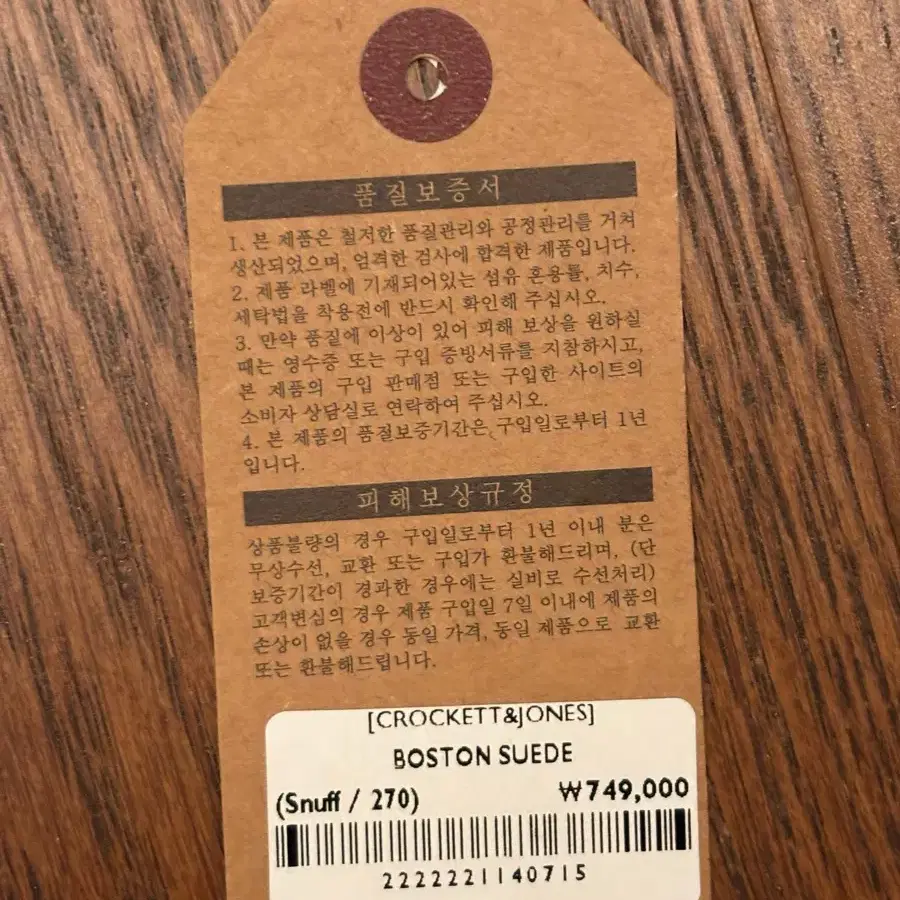 품질보증서
1. 본 제품은 철저한 품질관리와 공정관리를 거쳐
생산되었으며, 엄격한 검사에 합격한 제품입니다.
2. 제품 라벨에 기재되어있는 섬유 혼용률, 치수,
세탁법을 착용전에 반드시 확인해 주십시오.
3. 만약 품질에 이상이 있어 피해 보상을 원하실
때는 영수증 또는 구입 증빙서류를 지참하시고,
본 제품의 구입 판매점 또는 구입한 사이트의
소비자 상담실로 연락하여 주십시오.
4. 본 제품의 품질보증기간은 구입일로부터 1년
입니다.
피해보상규정
상품불량의 경우 구입일로부터 1년 이내 분은
무상수선, 교환 또는 구입가 환불해드리며, (단
보증기간이 경과한 경우에는 실비로 수선처리)
고객변심의 경우 제품 구입일 7일 이내에 제품의
손상이 없을 경우 동일 가격, 동일 제품으로 교환
또는 환불해드립니다.
[CROCKETT&JONES]
BOSTON SUEDE
(Snuff / 270) ₩749,000
2222221140715